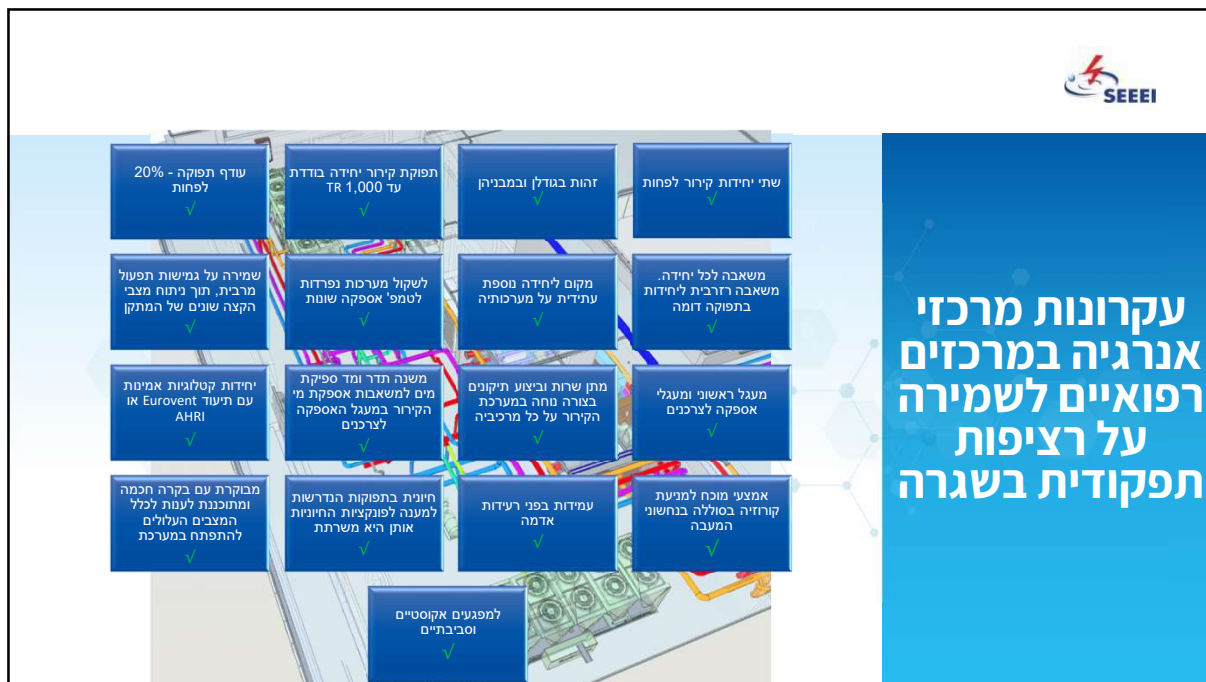 SEEEI
עקרונות מרכזי
אנרגיה במרכזים
רפואיים לשמירה
על רציפות
תפקודית בשגרה
שתי יחידות קירור לפחות
√
זהות בגודלן ובמבניהן
√
תפוקת קירור יחידה בודדת
עד 1,000 TR
√
עודף תפוקה - 20%
לפחות
√
משאבה לכל יחידה.
משאבה רזרבית ליחידות
בתפוקה דומה
√
מקום ליחידה נוספת
עתידית על מערכותיה
√
לשקול מערכות נפרדות
לטמפ' אספקה שונות
√
שמירה על גמישות תפעול
מרבית, תוך ניתוח מצבי
הקצה שונים של המתקן
√
מעגל ראשוני ומעגלי
אספקה לצרכנים
√
מתן שרות וביצוע תיקונים
בצורה נוחה במערכת
הקירור על כל מרכיביה
√
משנה תדר ומד ספיקת
מים למשאבות אספקת מי
הקירור במעגל האספקה
לצרכנים
√
יחידות קטלוגיות אמינות
עם תיעוד Eurovent או
AHRI
√
אמצעי מוכח למניעת
קורוזיה בסוללה בנחשוני
המעבה
√
עמידות בפני רעידות
אדמה
√
חיונית בתפוקות הנדרשות
למענה לפונקציות החיוניות
אותן היא משרתת
√
מבוקרת עם בקרה חכמה
ומתוכננת לענות לכלל
המצבים העלולים
להתפתח במערכת
√
למפגעים אקוסטיים
וסביבתיים
√